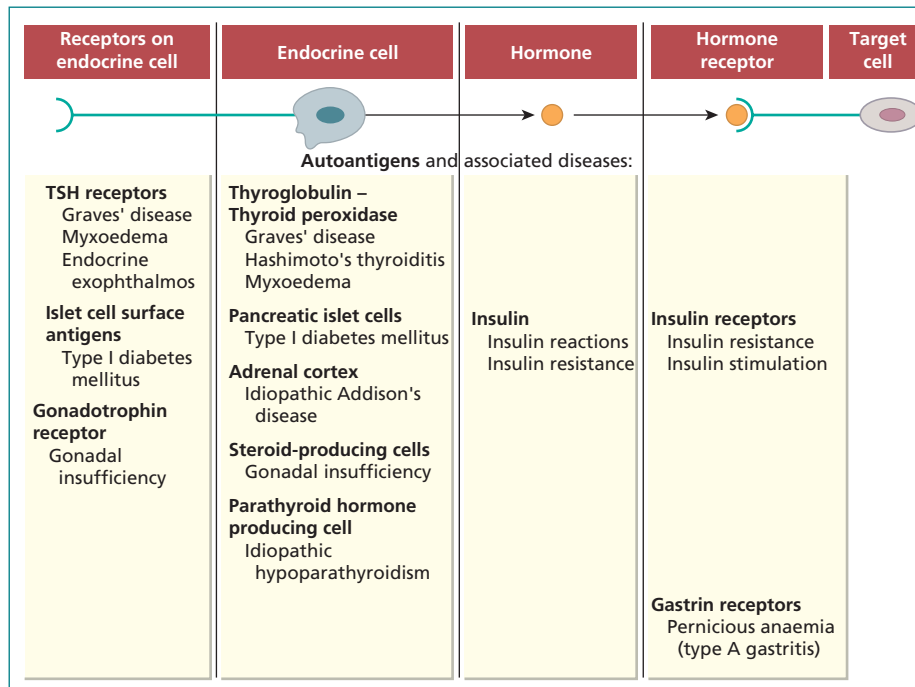 Receptors on
endocrine cell
Endocrine cell
Hormone
Hormone
receptor
Target
cell
Autoantigens and associated diseases:
TSH receptors
Graves' disease
Myxoedema
Endocrine
exophthalmos
Islet cell surface
antigens
Type I diabetes
mellitus
Gonadotrophin
receptor
Gonadal
insufficiency
Thyroglobulin –
Thyroid peroxidase
Graves' disease
Hashimoto's thyroiditis
Myxoedema
Pancreatic islet cells
Type I diabetes mellitus
Adrenal cortex
Idiopathic Addison's
disease
Steroid-producing cells
Gonadal insufficiency
Parathyroid hormone
producing cell
Idiopathic
hypoparathyroidism
Insulin
Insulin reactions
Insulin resistance
Insulin receptors
Insulin resistance
Insulin stimulation
Gastrin receptors
Pernicious anaemia
(type A gastritis)